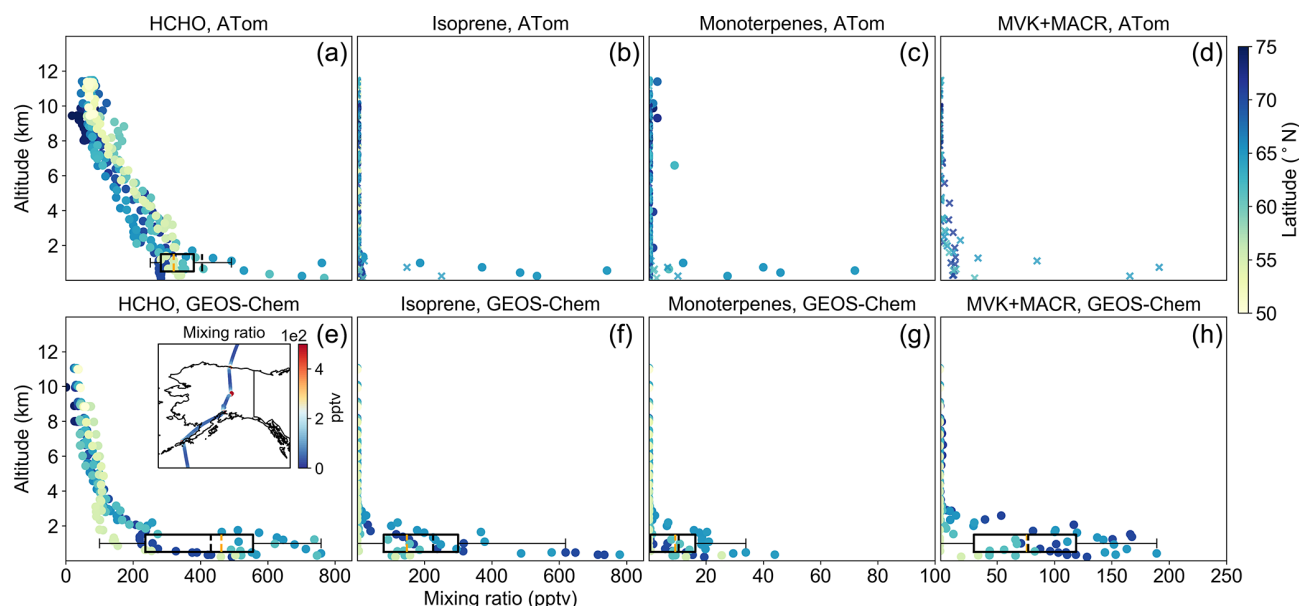 HCHO, ATom
Isoprene, ATom
Monoterpenes, ATom
MVK+MACR, ATom
(a)
(b)
(c)
(d)
Altitude (km)
12
10
8
6
4
2
75
70
65
60
55
50
Latitude (°N)
HCHO, GEOS-Chem
Isoprene, GEOS-Chem
Monoterpenes, GEOS-Chem
MVK+MACR, GEOS-Chem
(e)
(f)
(g)
(h)
Mixing ratio
1e2
4
2
0
pptv
Altitude (km)
12
10
8
6
4
2
0 200 400 600 800
200 400 600 800
20 40 60 80 100
50 100 150 200 250
Mixing ratio (pptv)